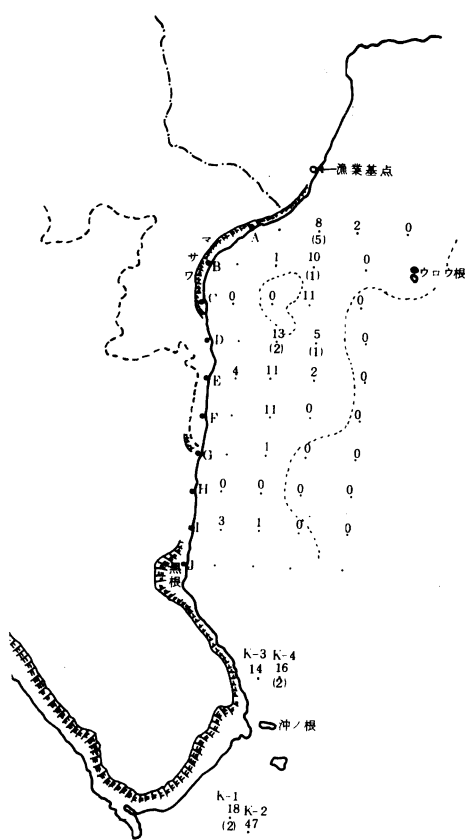 漁業基点
8 2 0
マ A (5)
サ 1 10 0
ワ B (1) ウロウ根
C 0 0 11 0
D 13 5 0
(2) (1)
E 4 11 2 0
F 11 0 0
G 1 0 0
H 0 0 0 0
I 3 1 0 0
黒根 J
K-3 K-4
14 16
(2)
沖ノ根
K-1
18 K-2
(2) 47